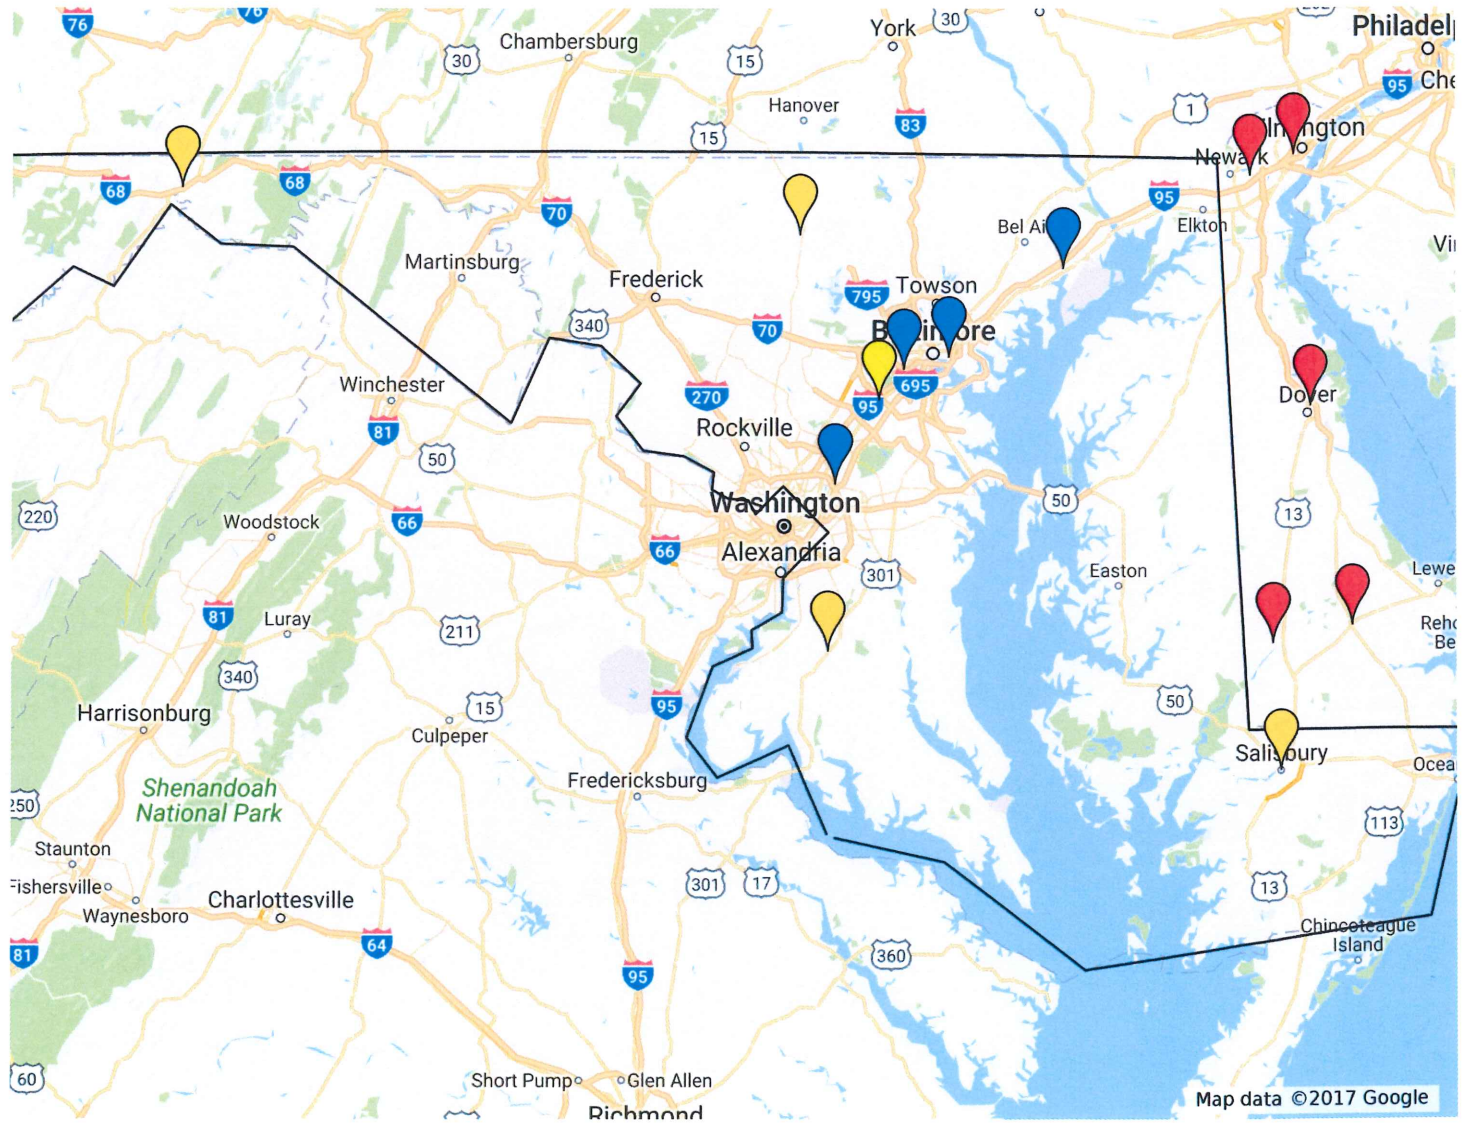 76
76
Chambersburg
30
15
York
30
Philadel
95
Che
Hanover
83
1
15
ilmington
Newark
68
68
70
95
Elkton
Bel Ai
Martinsburg
Frederick
795
Towson
Vi
340
70
B
timore
Winchester
270
695
95
Dover
81
Rockville
50
50
220
Woodstock
66
Washington
13
66
Alexandria
301
Easton
Lewe
81
Luray
211
Reho
Be
340
50
Harrisonburg
15
Culpeper
95
Salisbury
Ocea
Shenandoah
National Park
Fredericksburg
250
113
Staunton
Fishersville
301
17
13
Waynesboro
Charlottesville
81
64
95
360
Chincoteague
Island
60
Short Pump
Glen Allen
Richmond
Map data ©2017 Google